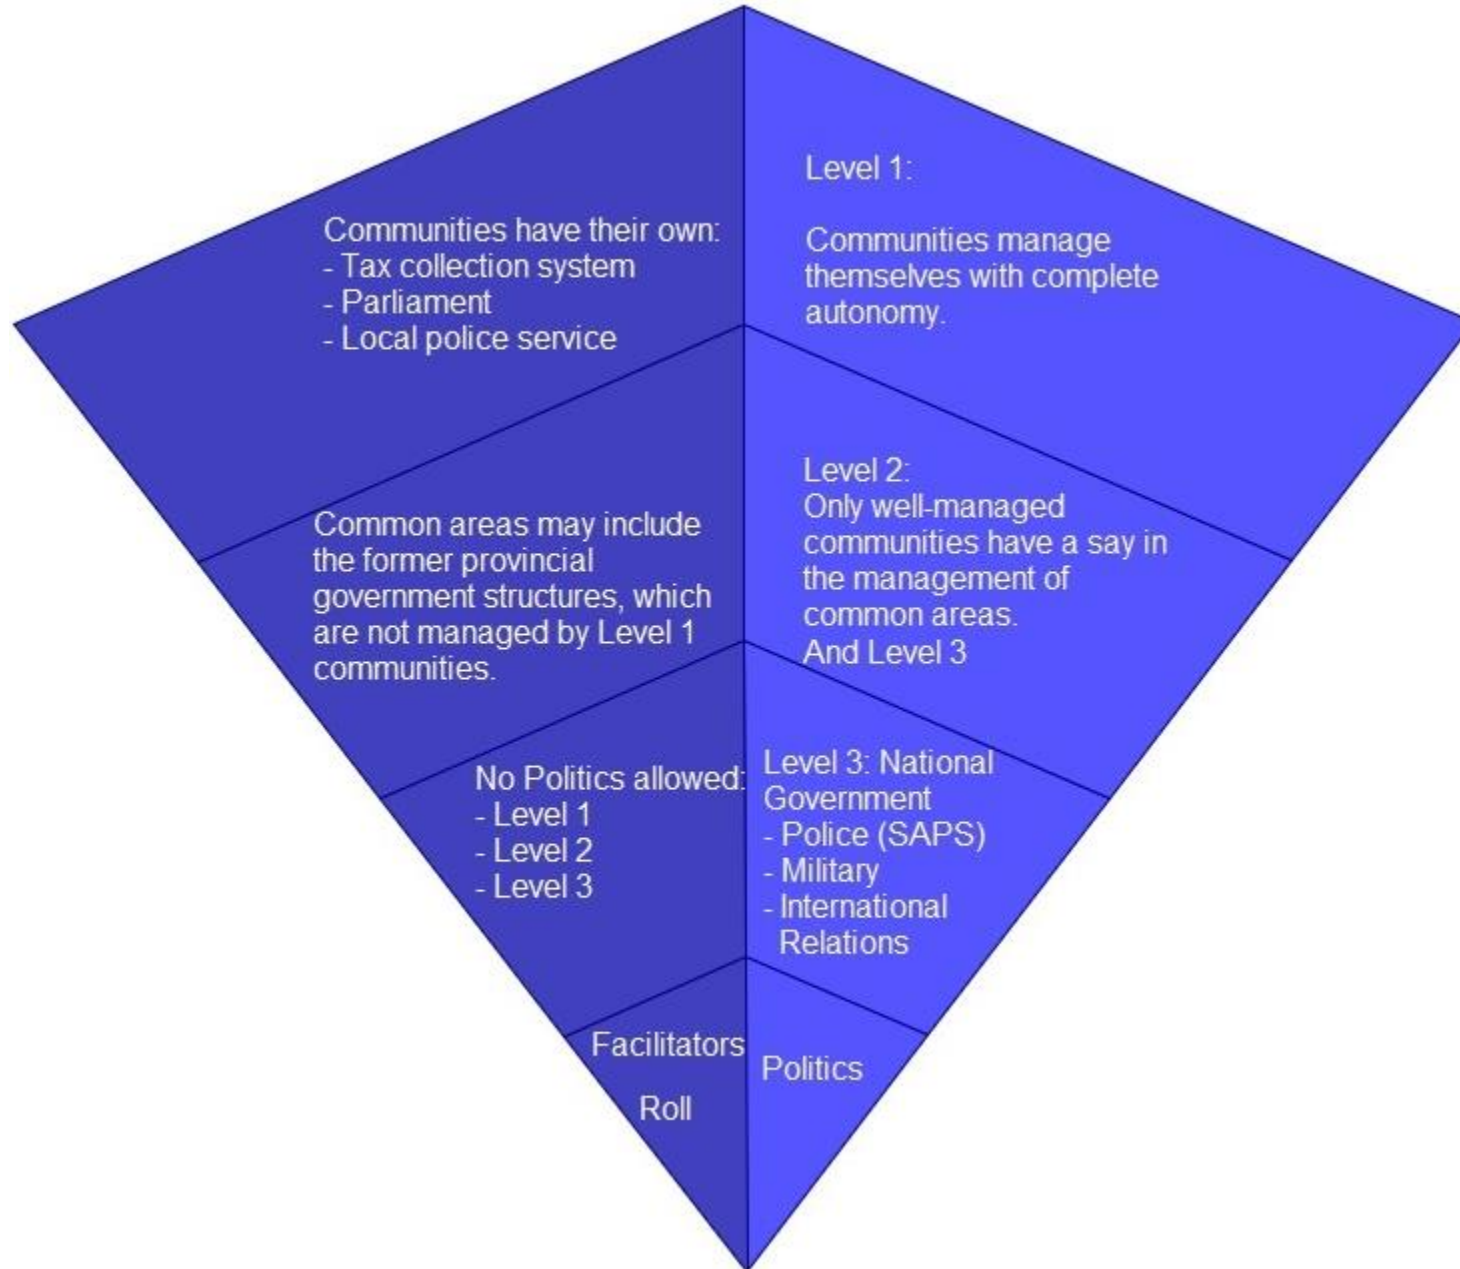 Communities have their own:
- Tax collection system
- Parliament
- Local police service
Level 1:
Communities manage
themselves with complete
autonomy.
Common areas may include
the former provincial
government structures, which
are not managed by Level 1
communities.
Level 2:
Only well-managed
communities have a say in
the management of
common areas.
And Level 3
No Politics allowed:
- Level 1
- Level 2
- Level 3
Level 3: National
Government
- Police (SAPS)
- Military
- International
Relations
Facilitators
Roll
Politics